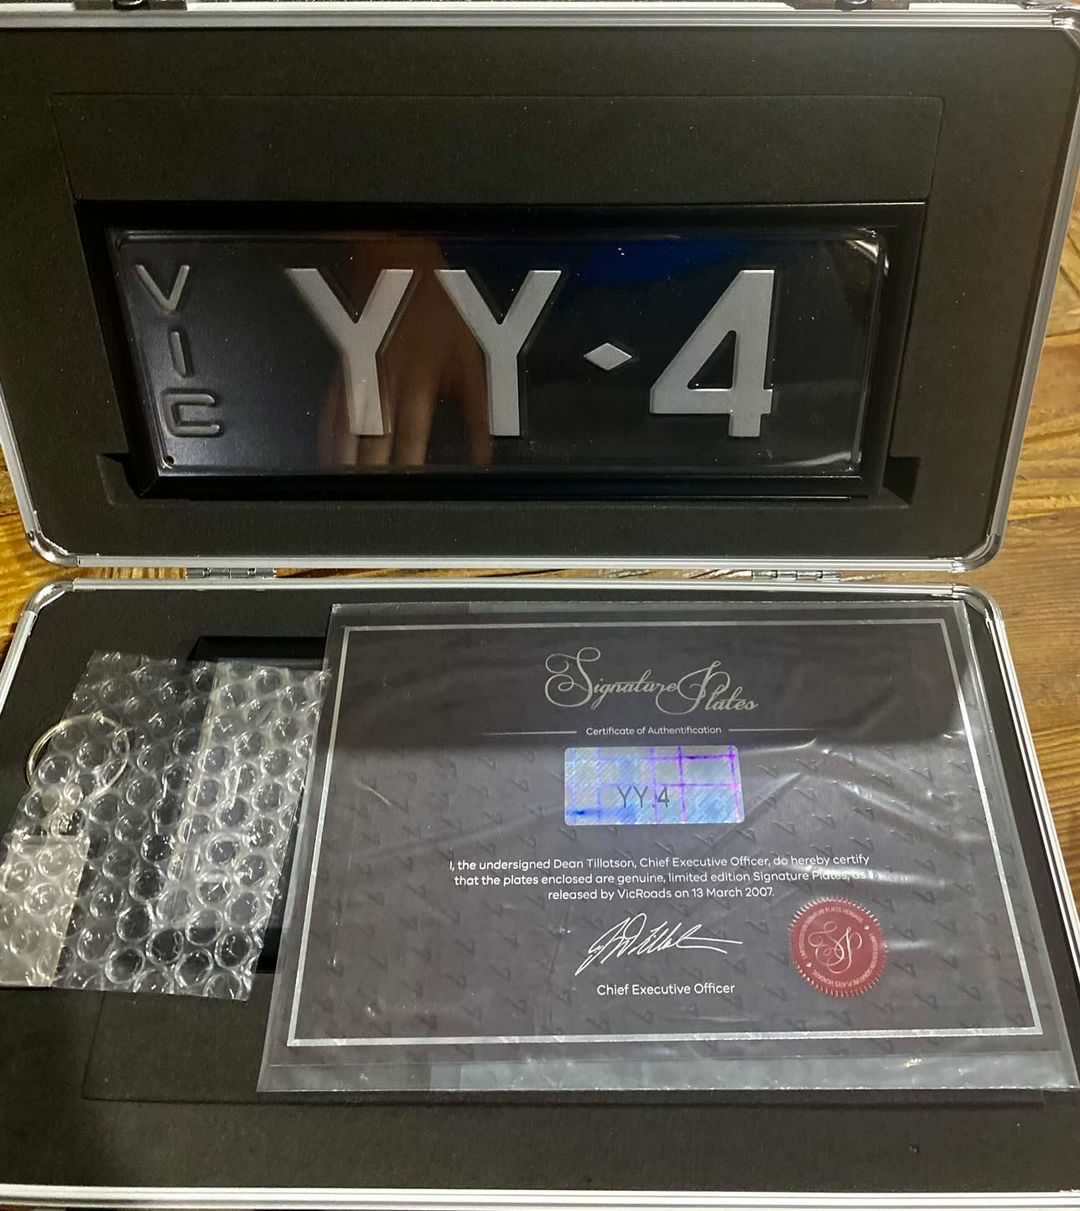 VIC
YY♦4
Signature Plates
Certificate of Authentification
YY.4
I, the undersigned Dean Tillotson, Chief Executive Officer, do hereby certify
that the plates enclosed are genuine, limited edition Signature Plates, as
released by VicRoads on 13 March 2007.
Chief Executive Officer